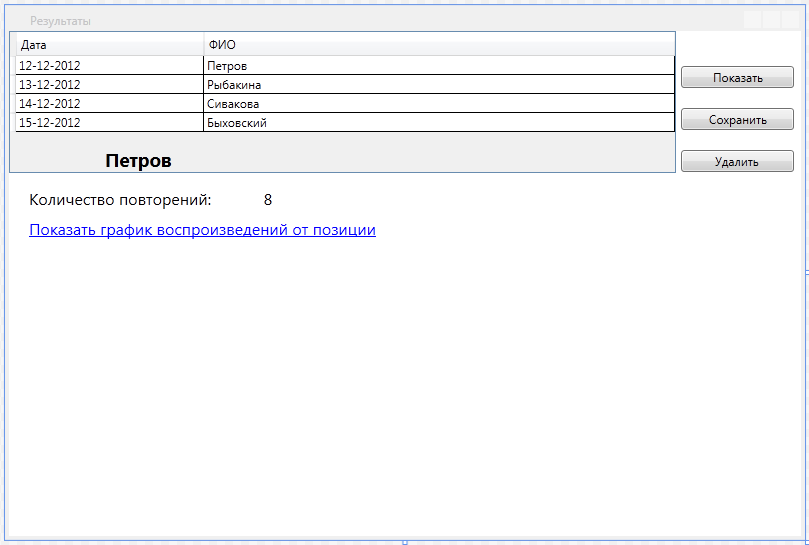 Результаты
Дата ФИО
12-12-2012 Петров
13-12-2012 Рыбакина
14-12-2012 Сивакова
15-12-2012 Быховский
Показать
Сохранить
Удалить
Петров
Количество повторений: 8
Показать график воспроизведений от позиции